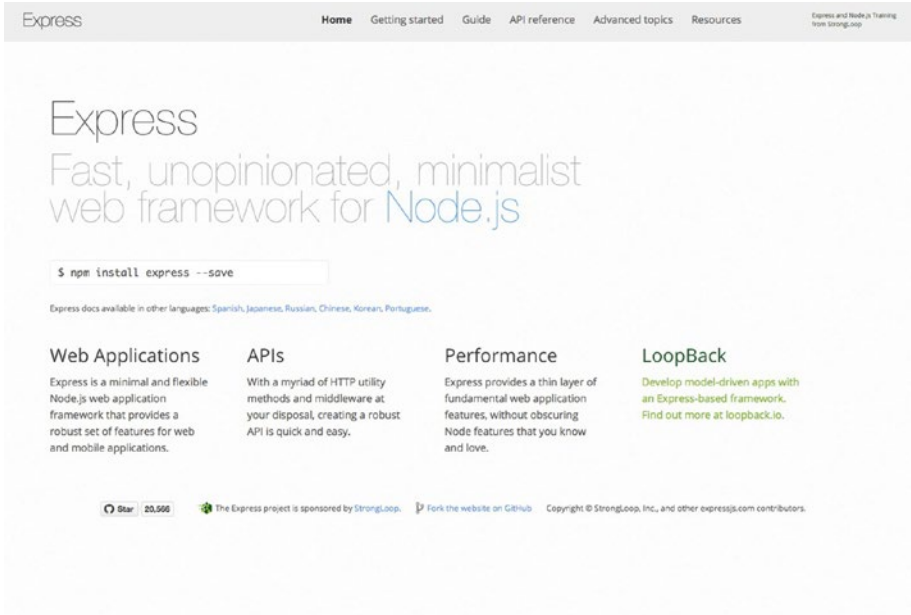 Express
Home Getting started Guide API reference Advanced topics Resources
Express and Node.js Training
from StrongLoop
Express
Fast, unopinionated, minimalist
web framework for Node.js
$ npm install express --save
Express docs available in other languages: Spanish, Japanese, Russian, Chinese, Korean, Portuguese.
Web Applications
Express is a minimal and flexible
Node.js web application
framework that provides a
robust set of features for web
and mobile applications.
APIs
With a myriad of HTTP utility
methods and middleware at
your disposal, creating a robust
API is quick and easy.
Performance
Express provides a thin layer of
fundamental web application
features, without obscuring
Node features that you know
and love.
LoopBack
Develop model-driven apps with
an Express-based framework.
Find out more at loopback.io.
Star 20,566
The Express project is sponsored by StrongLoop.
Fork the website on GitHub
Copyright © StrongLoop, Inc., and other expressjs.com contributors.